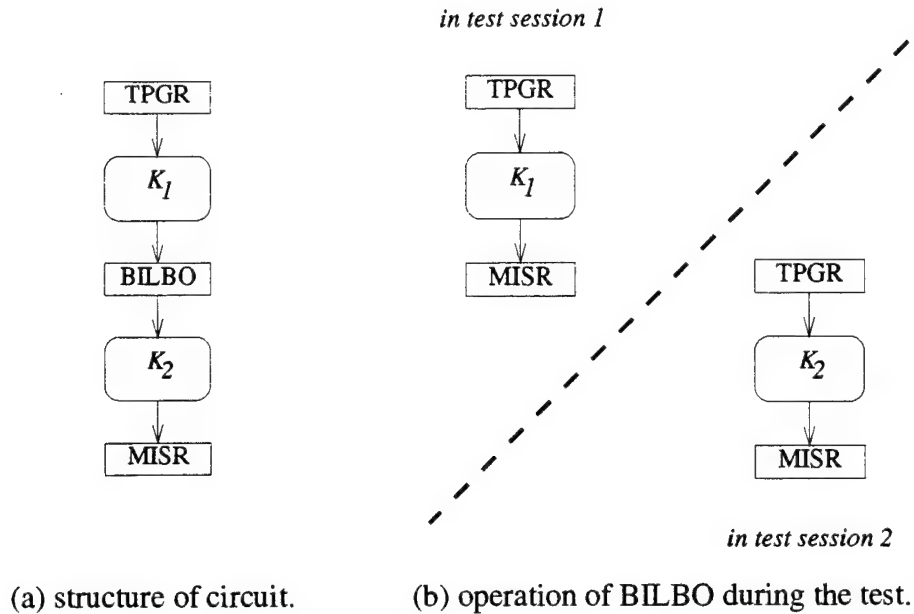 in test session 1
TPGR
K1
BILBO
K2
MISR
TPGR
K1
MISR
TPGR
K2
MISR
in test session 2
(a) structure of circuit.
(b) operation of BILBO during the test.